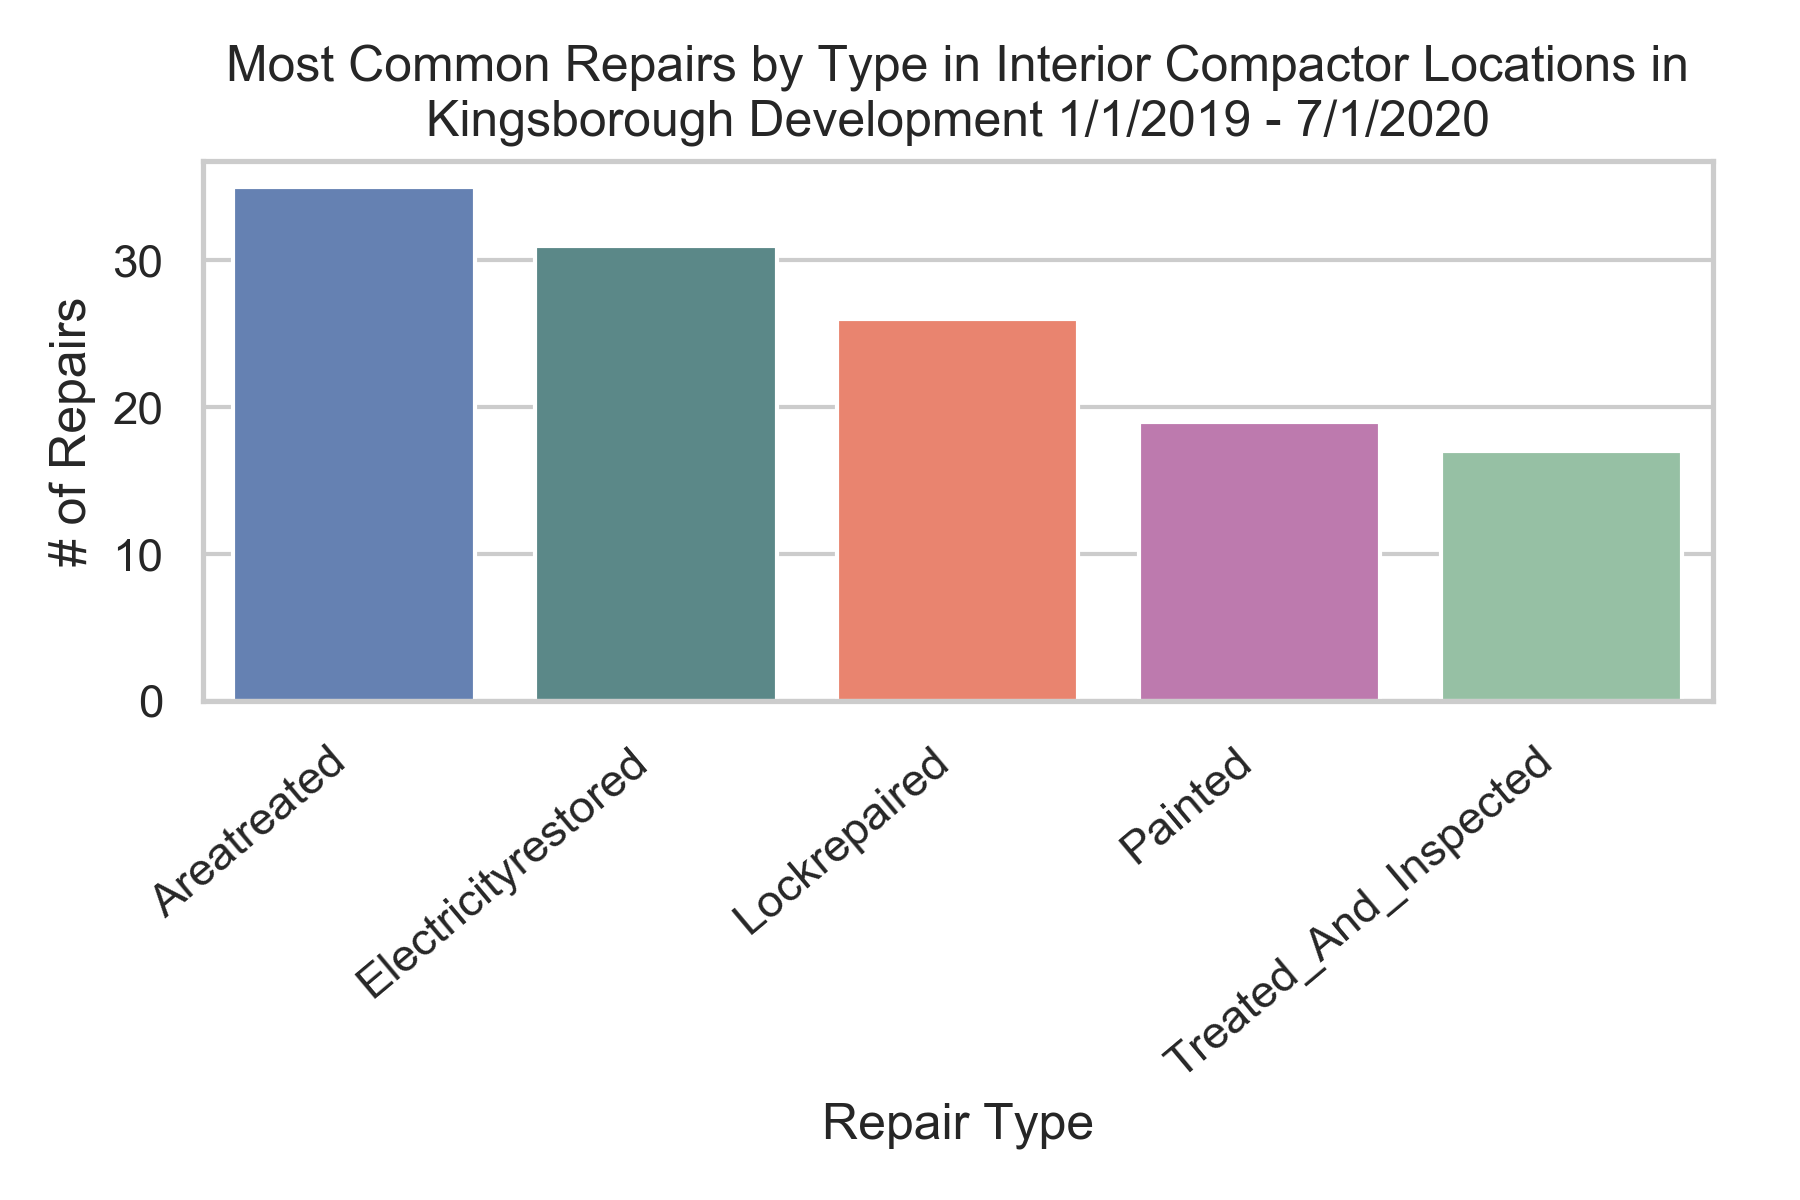 Most Common Repairs by Type in Interior Compactor Locations in
Kingsborough Development 1/1/2019 - 7/1/2020
# of Repairs
30
20
10
0
Areatreated
Electricityrestored
Lockrepaired
Painted
Treated_And_Inspected
Repair Type